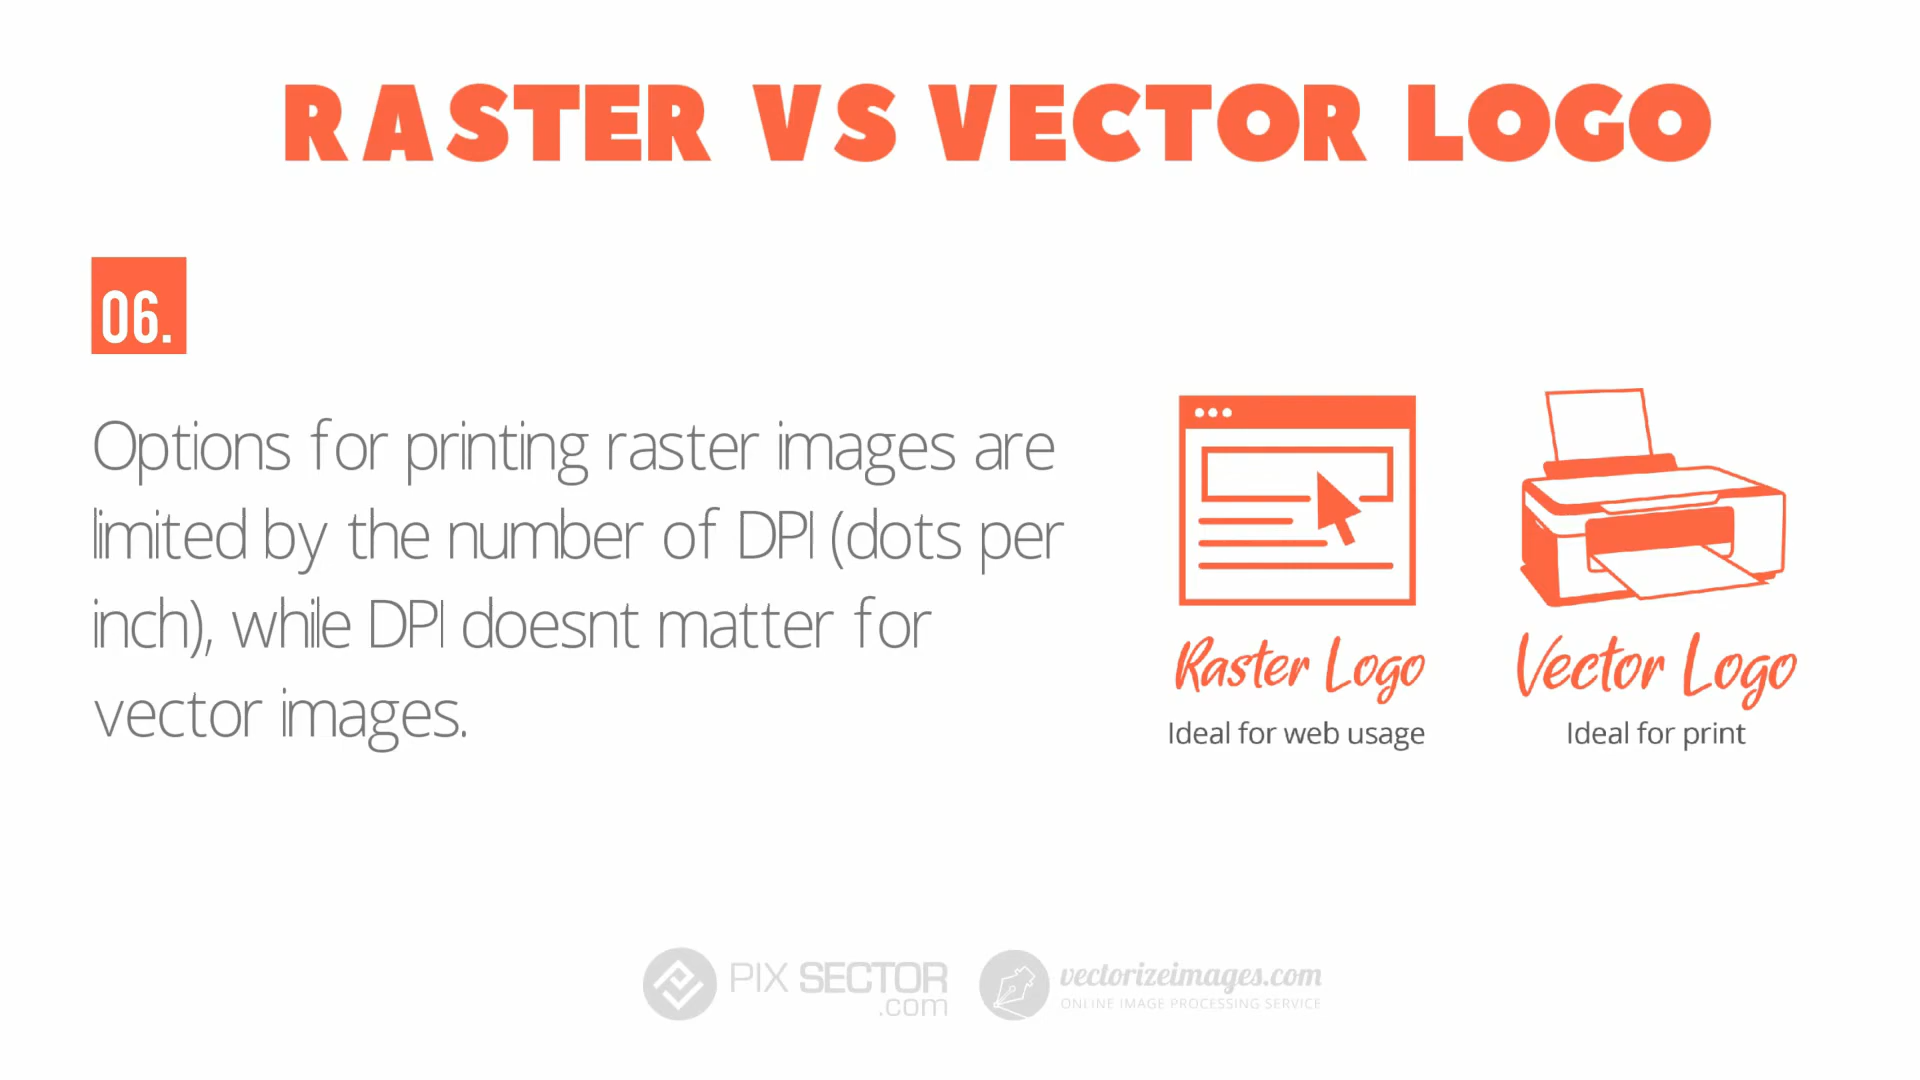 RASTER VS VECTOR LOGO
06.
Options for printing raster images are
limited by the number of DPI (dots per
inch), while DPI doesnt matter for
vector images.
Raster Logo
Ideal for web usage
Vector Logo
Ideal for print
PIX SECTOR
.com
vectorizeimages.com
ONLINE IMAGE PROCESSING SERVICE